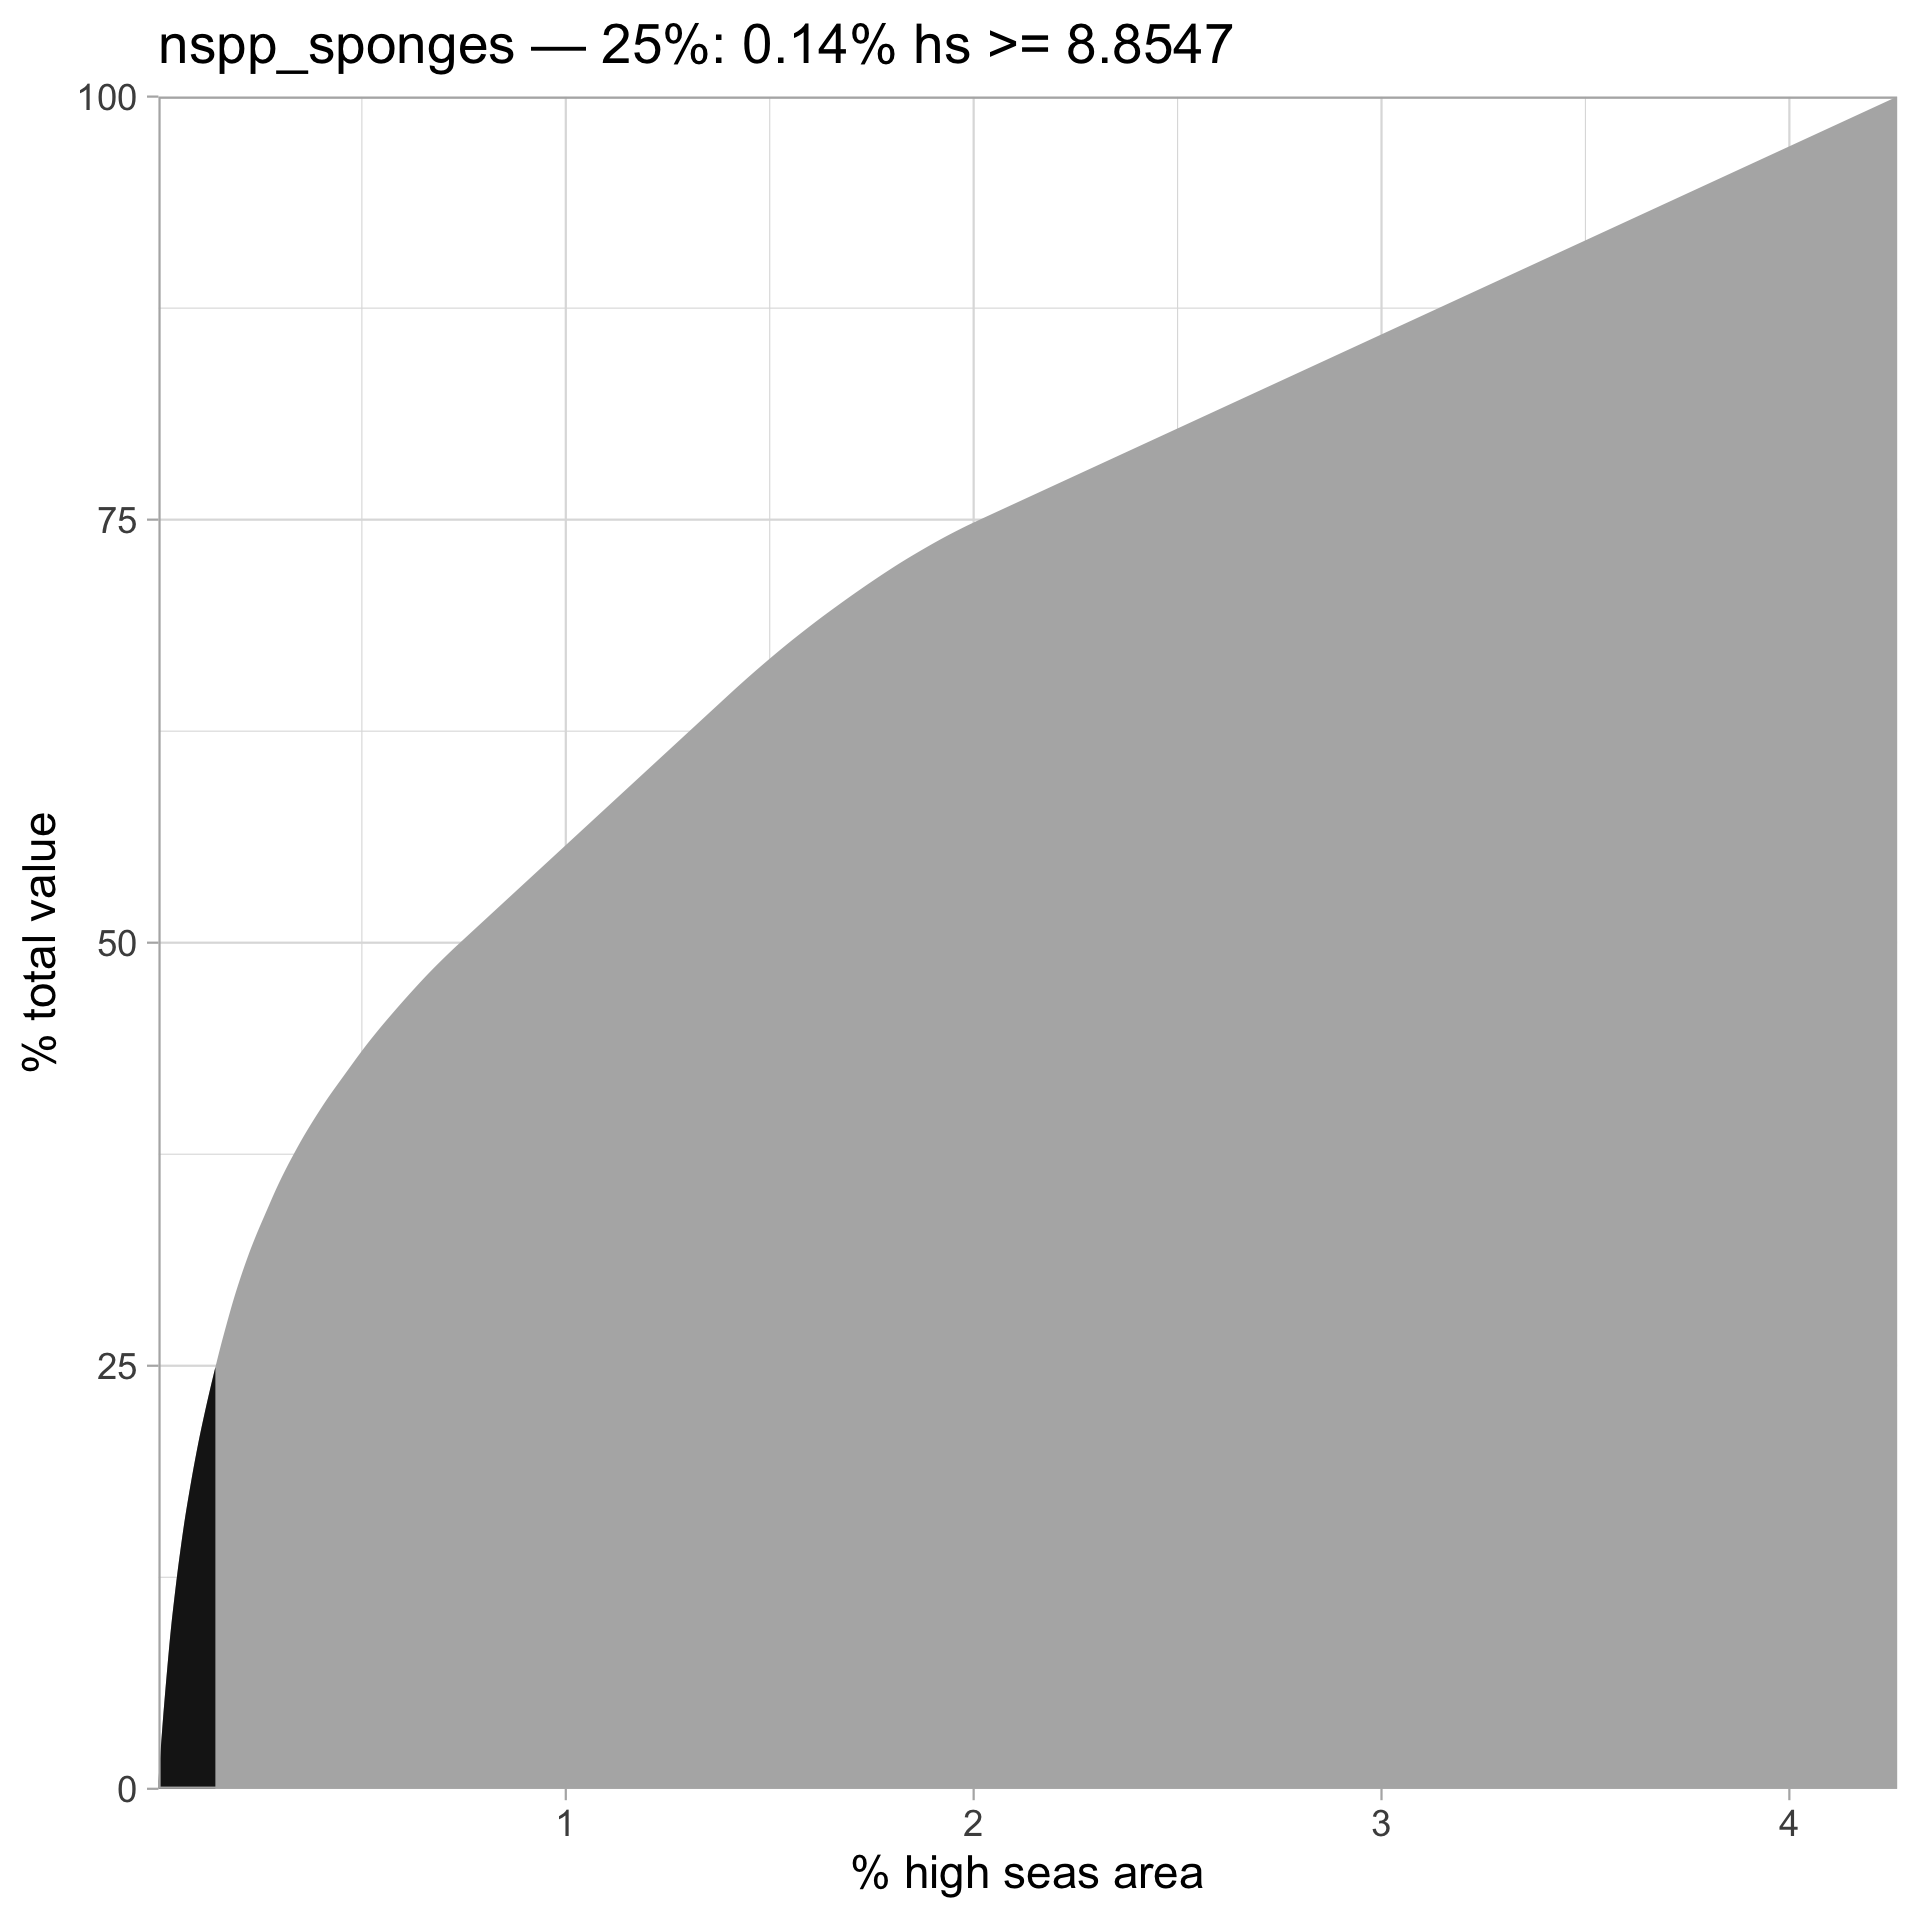 nspp_sponges — 25%: 0.14% hs >= 8.8547
100
75
50
25
0
% total value
1 2 3 4
% high seas area